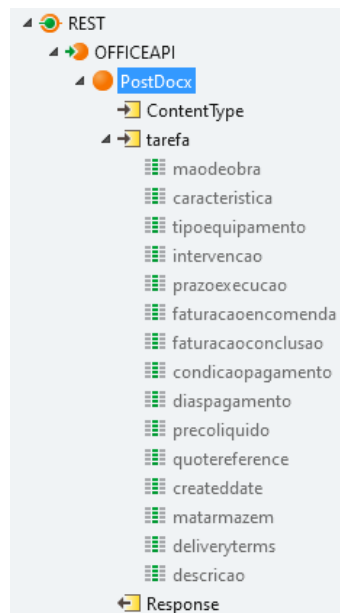 REST
OFFICEAPI
PostDocx
ContentType
tarefa
maodeobra
caracteristica
tipoequipamento
intervencao
prazoexecucao
faturacaoencomenda
faturacaoconclusao
condicaopagamento
diaspagamento
precoliquido
quotereference
createddate
matarmazem
deliveryterms
descricao
Response